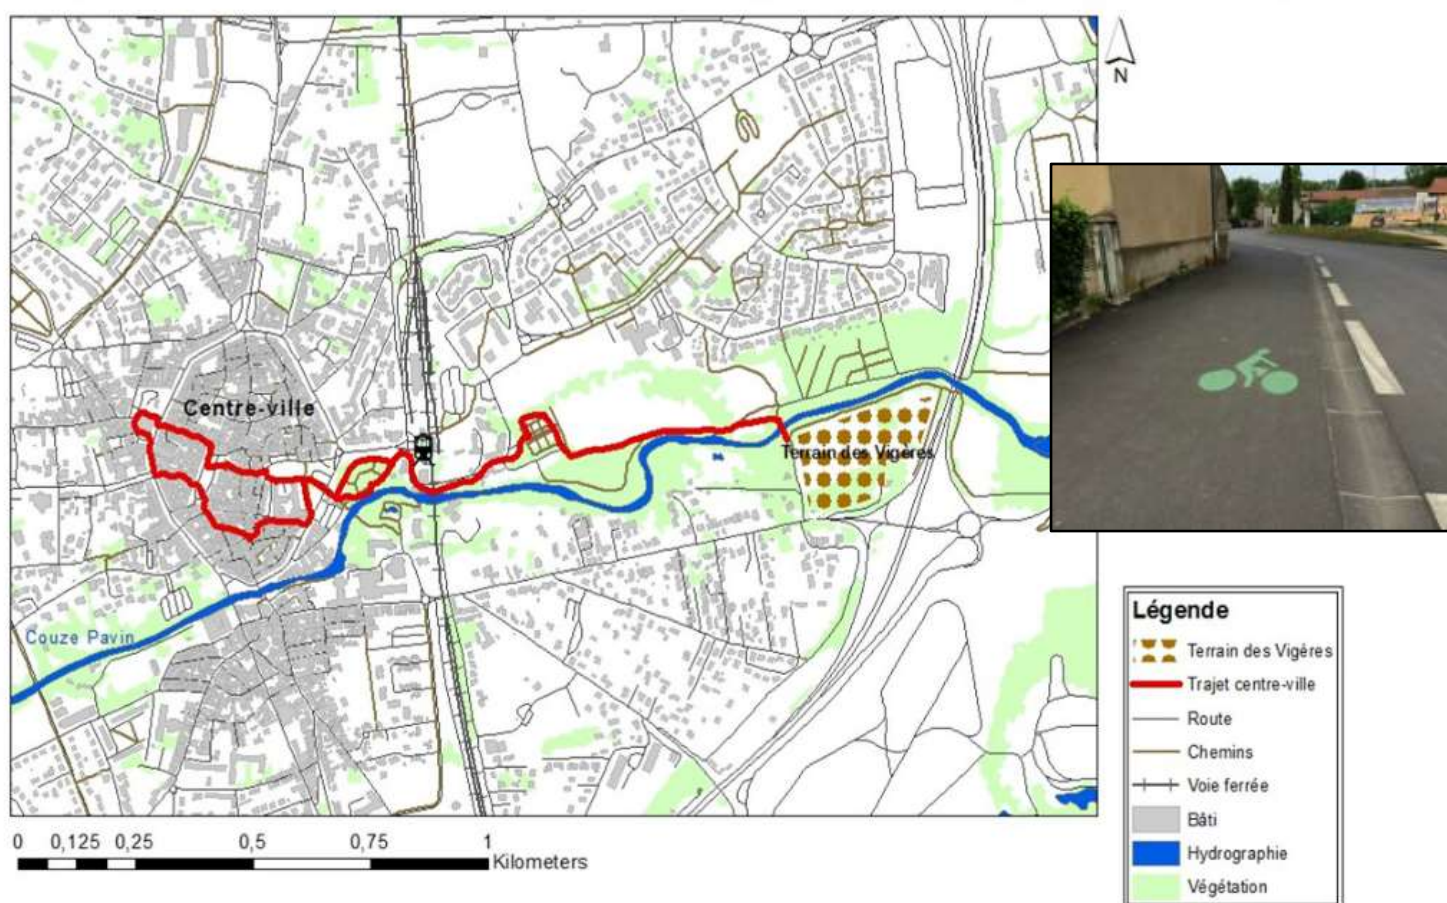 N
Centre-ville
Terrain des Vigères
Couze Pavin
0 0,125 0,25 0,5 0,75 1
Kilometers
Légende
Terrain des Vigères
Trajet centre-ville
Route
Chemins
Voie ferrée
Bâti
Hydrographie
Végétation